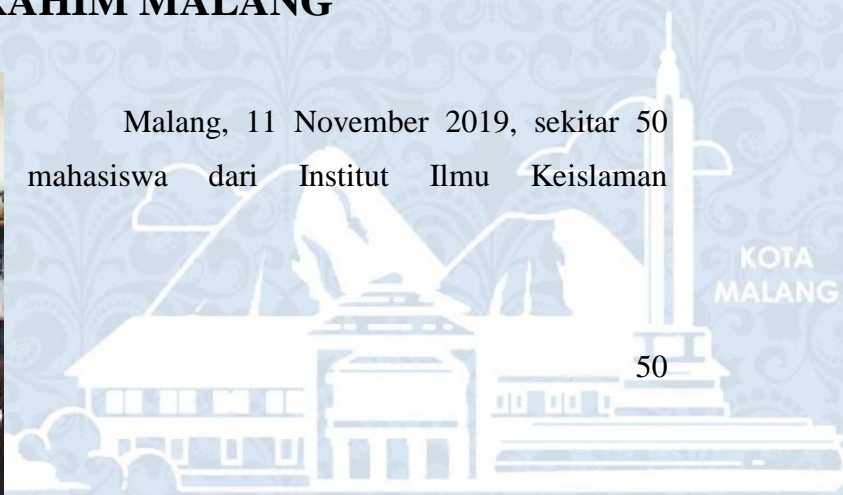 RAHIM MALANG
Malang, 11 November 2019, sekitar 50
mahasiswa dari Institut Ilmu Keislaman
KOTA
MALANG
50